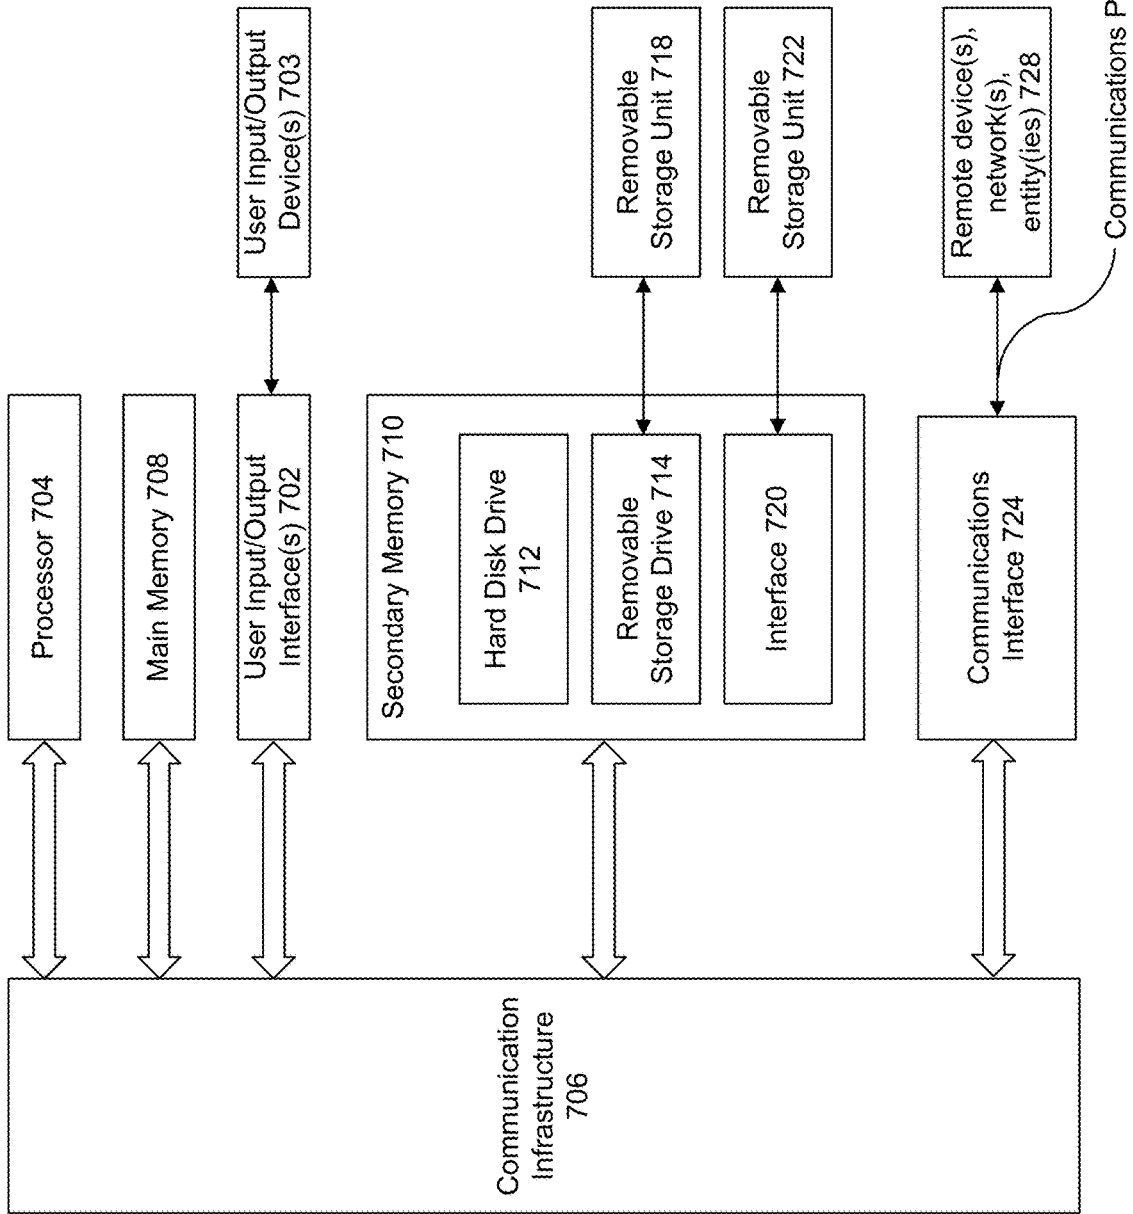 Communication
Infrastructure
706
Processor 704
Main Memory 708
User Input/Output
Interface(s) 702
User Input/Output
Device(s) 703
Secondary Memory 710
Hard Disk Drive
712
Removable
Storage Drive 714
Interface 720
Removable
Storage Unit 718
Removable
Storage Unit 722
Communications
Interface 724
Remote device(s),
network(s),
entity(ies) 728
Communications P